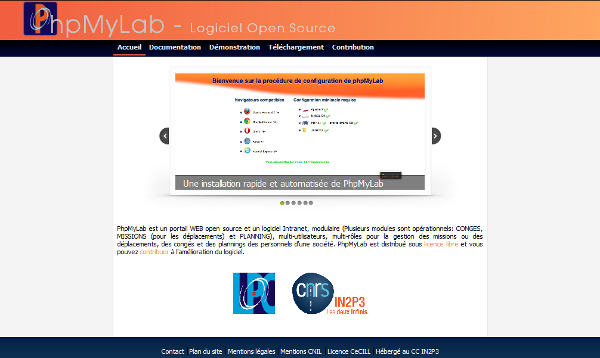 PhpMyLab - Logiciel Open Source
Accueil Documentation Démonstration Téléchargement Contribution
Bienvenue sur la procédure de configuration de phpMyLab
Navigateurs compatibles Configuration minimale requise
Une installation rapide et automatisée de PhpMyLab
PhpMyLab est un portail WEB open source et un logiciel Intranet, modulaire (Plusieurs modules sont opérationnels: CONGES,
MISSIONS (pour les déplacements) et PLANNING), multi-utilisateurs, multi-rôles pour la gestion des missions ou des
déplacements, des congés et des plannings des personnels d'une société. PhpMyLab est distribué sous licence libre et vous
pouvez contribuer à l'amélioration du logiciel.
LPC
cnrs
IN2P3
Les deux infinis
Contact | Plan du site | Mentions légales | Mentions CNIL | Licence CeCILL | Hébergé au CC IN2P3